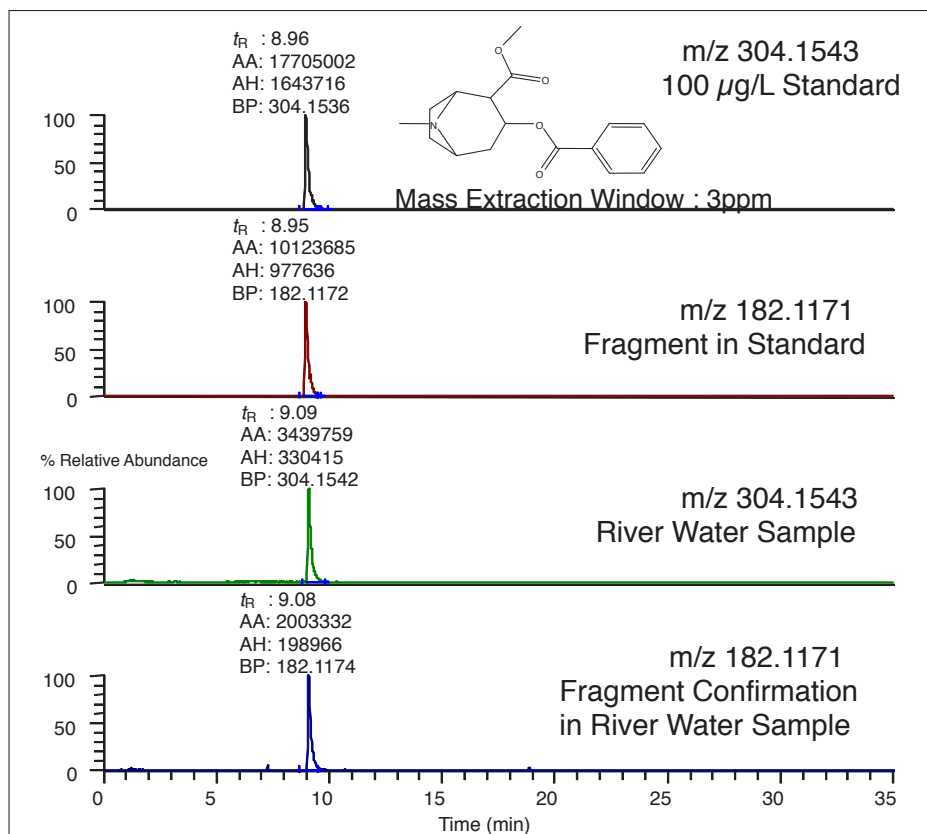 tR : 8.96
AA: 17705002
AH: 1643716
BP: 304.1536
m/z 304.1543
100 µg/L Standard
O
O
N
O
O
Mass Extraction Window : 3ppm
100
50
0
tR : 8.95
AA: 10123685
AH: 977636
BP: 182.1172
m/z 182.1171
Fragment in Standard
100
50
0
tR : 9.09
AA: 3439759
AH: 330415
BP: 304.1542
% Relative Abundance
m/z 304.1543
River Water Sample
100
50
0
tR : 9.08
AA: 2003332
AH: 198966
BP: 182.1174
m/z 182.1171
Fragment Confirmation
in River Water Sample
100
50
0
0 5 10 15 20 25 30 35
Time (min)